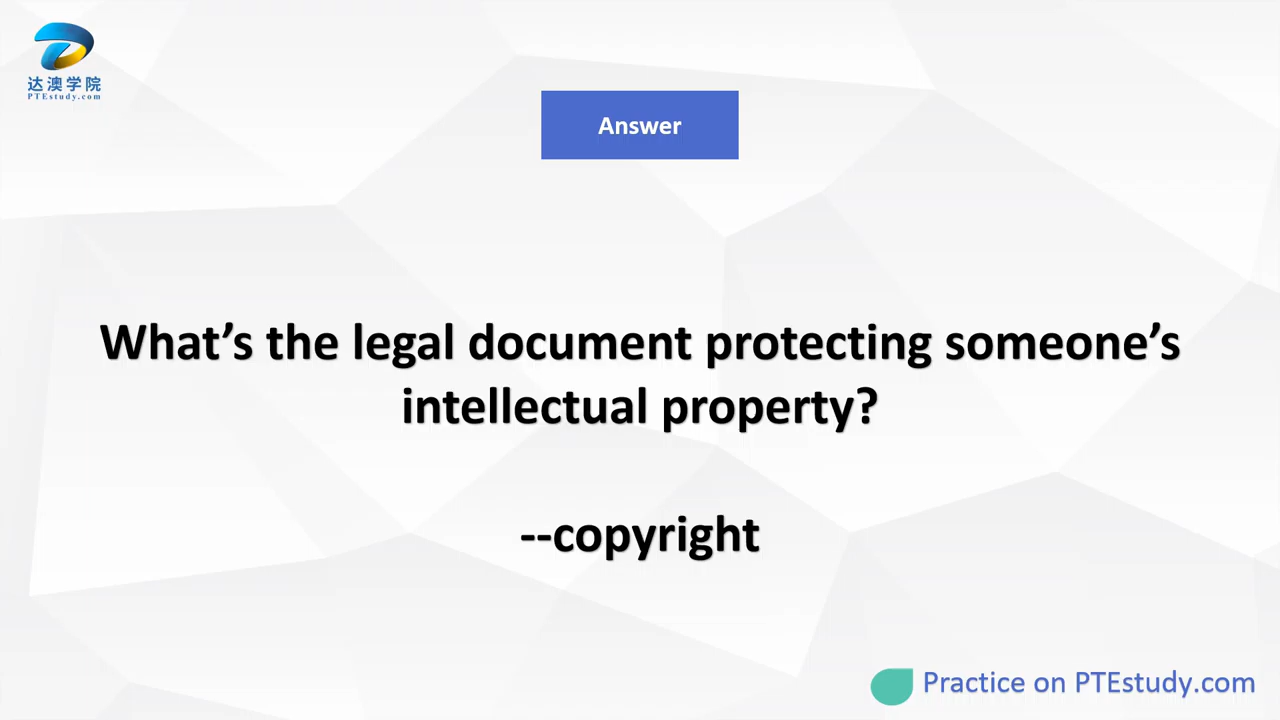 达澳学院
PTEstudy.com
Answer
What’s the legal document protecting someone’s
intellectual property?
--copyright
Practice on PTEstudy.com